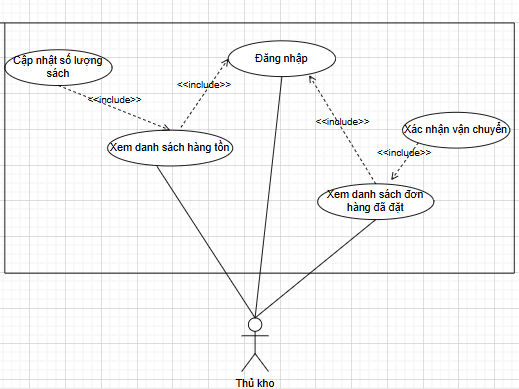 Cập nhật số lượng
sách
Đăng nhập
<<include>>
<<include>>
<<include>>
Xác nhận vận chuyển
Xem danh sách hàng tồn
<<include>>
Xem danh sách đơn
hàng đã đặt
Thủ kho